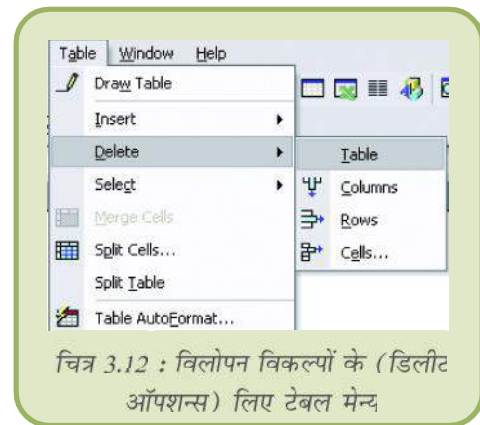 Table Window Help
Draw Table
Insert
Delete
Table
Select
Columns
Merge Cells
Rows
Split Cells...
Cells...
Split Table
Table AutoFormat...
चित्र 3.12 : विलोपन विकल्पों के (डिलीट
ऑपशन्स) लिए टेबल मेन्यू